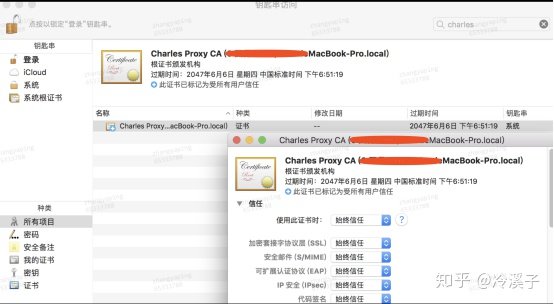 钥匙串访问
点按以锁定“登录”钥匙串。
charles
钥匙串
登录
iCloud
系统
系统根证书
Charles Proxy CA (
eMacBook-Pro.local)
根证书颁发机构
过期时间：2047年6月6日 星期四 中国标准时间 下午6:51:19
此证书已标记为受所有用户信任
名称
种类
修改日期
过期时间
钥匙串
Charles Proxy...acBook-Pro.local)
证书
--
2047年6月6日 下午6:51:19
系统
Charles Proxy CA (
eMacBook-Pro.local)
Charles Proxy CA (
eMacBook-Pro.local)
根证书颁发机构
过期时间：2047年6月6日 星期四 中国标准时间 下午6:51:19
此证书已标记为受所有用户信任
信任
使用此证书时：
始终信任
?
加密套接字协议层 (SSL)
始终信任
安全邮件 (S/MIME)
始终信任
可扩展认证协议 (EAP)
始终信任
IP 安全 (IPsec)
始终信任
代码签名
始终信任
种类
所有项目
密码
安全备注
我的证书
密钥
证书
知乎 @冷溪子